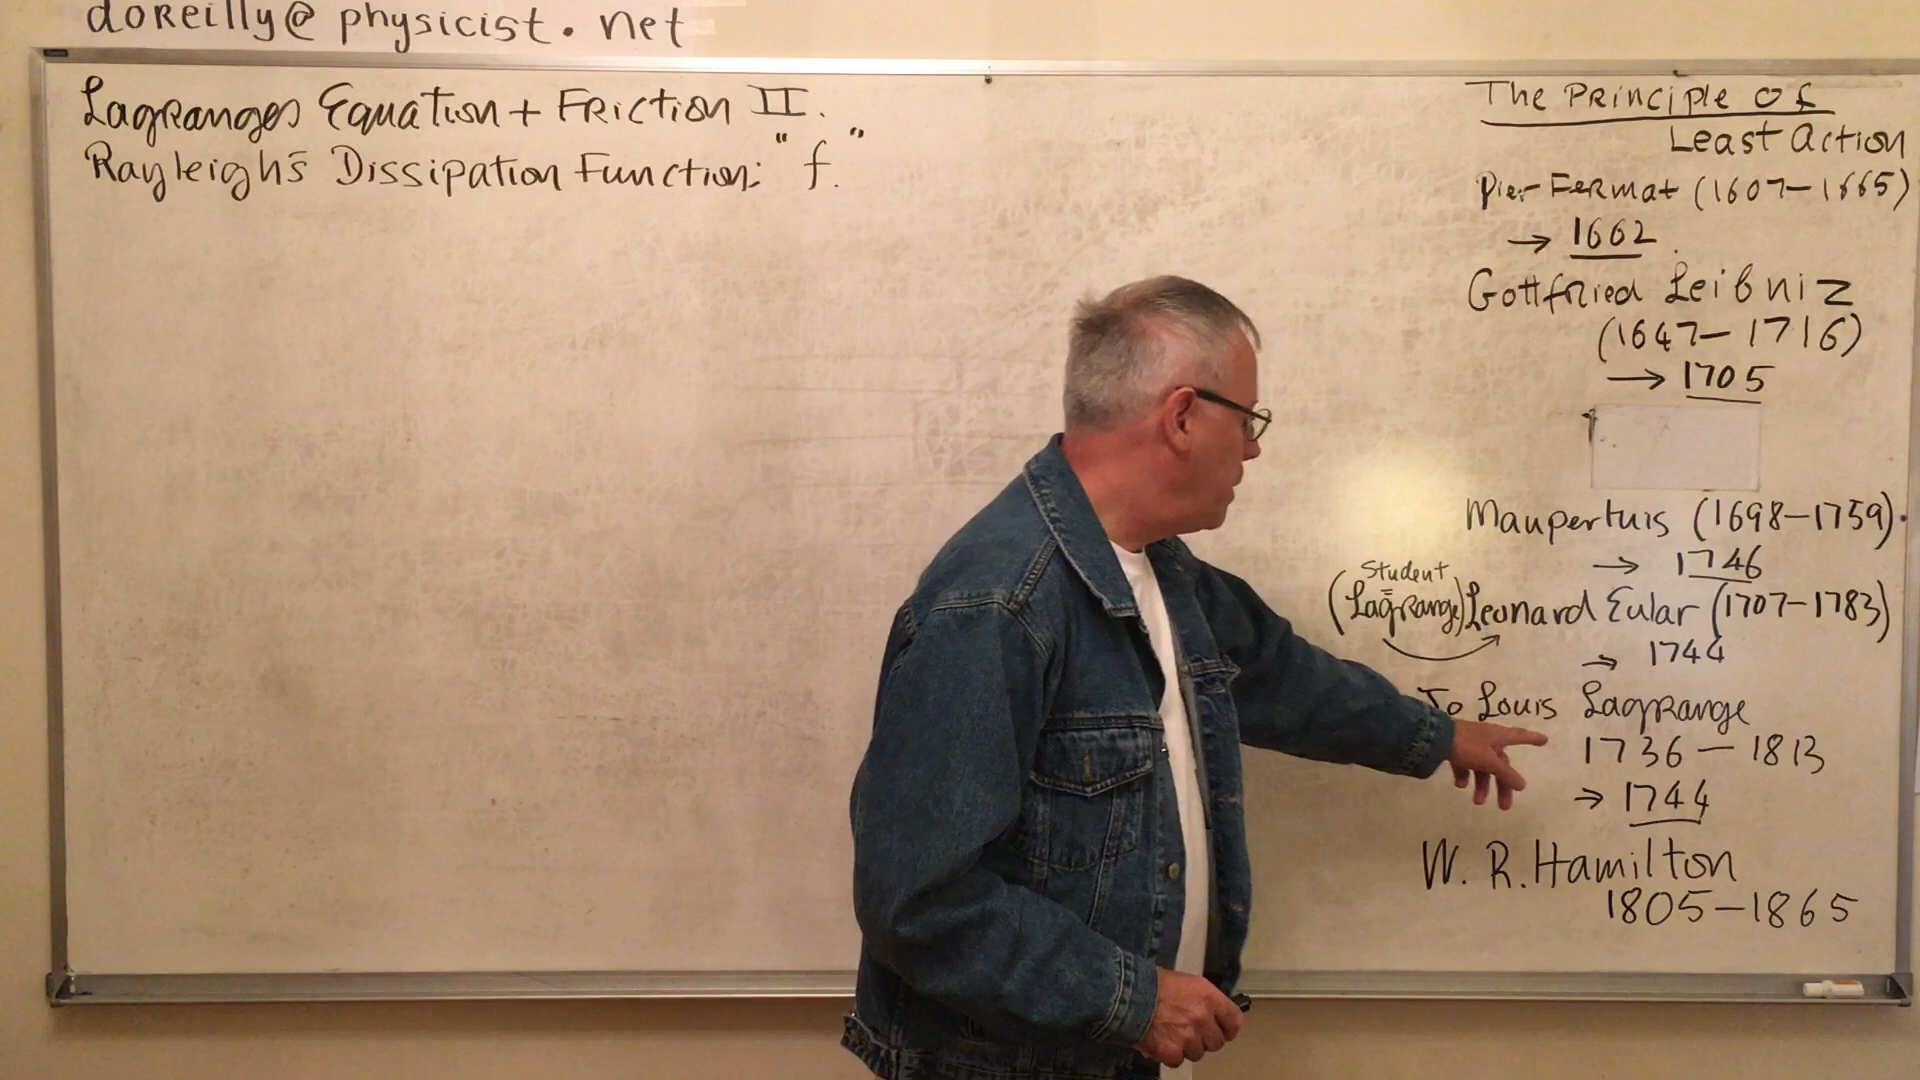 doReilly@physicist.net
Lagranges Equation + Friction II.
Rayleigh's Dissipation Function: "f."
The Principle Of
Least Action
Pier Fermat (1607-1665)
→ 1662
Gottfried Leibniz
(1647-1716)
→ 1705
Maupertuis (1698-1759).
→ 1746
Student
(Lagrange) Leonard Eular (1707-1783)
→ 1744
Jo Louis Lagrange
1736 - 1813
→ 1744
W. R. Hamilton
1805-1865